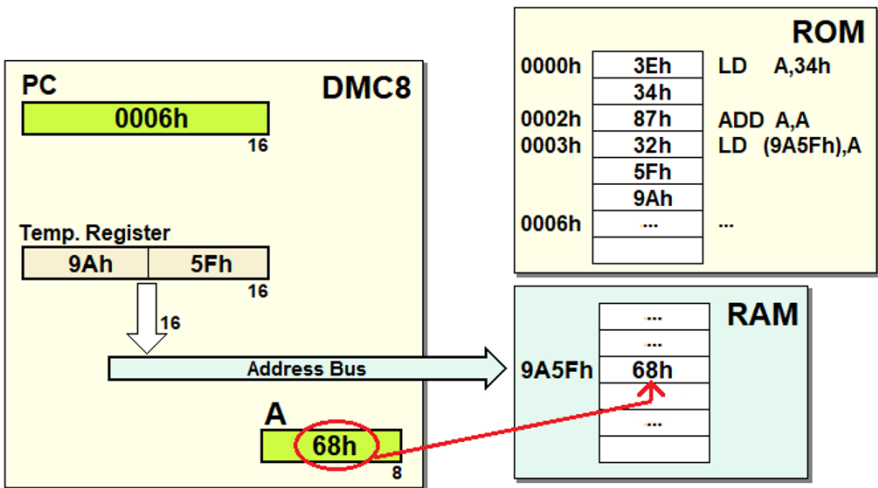 DMC8
PC
0006h
16
Temp. Register
9Ah 5Fh
16
16
Address Bus
A
68h
8
ROM
0000h 3Eh LD A,34h
34h
0002h 87h ADD A,A
0003h 32h LD (9A5Fh),A
5Fh
9Ah
0006h ... ...
RAM
...
...
9A5Fh 68h
...